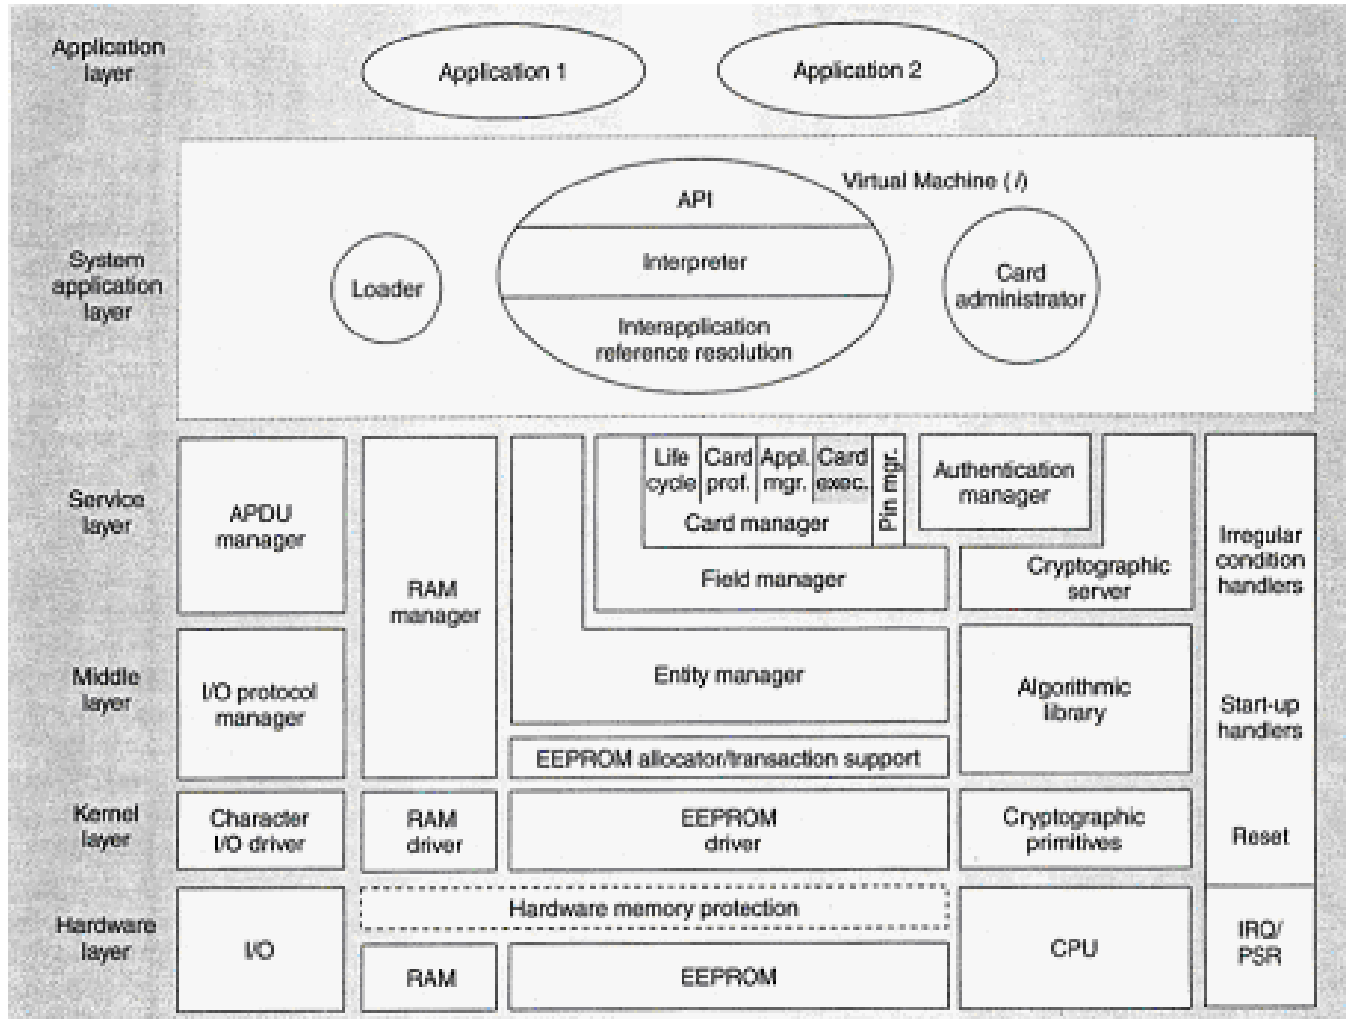 Application
layer
Application 1
Application 2
System
application
layer
Virtual Machine (i)
API
Interpreter
Interapplication
reference resolution
Loader
Card
administrator
Service
layer
APDU
manager
RAM
manager
Life
cycle
Card
prof.
Appl.
mgr.
Card
exec.
Pin mgr.
Card manager
Field manager
Authentication
manager
Cryptographic
server
Irregular
condition
handlers
Middle
layer
I/O protocol
manager
Entity manager
EEPROM allocator/transaction support
Algorithmic
library
Start-up
handlers
Kernel
layer
Character
I/O driver
RAM
driver
EEPROM
driver
Cryptographic
primitives
Reset
Hardware
layer
I/O
Hardware memory protection
RAM
EEPROM
CPU
IRQ/
PSR